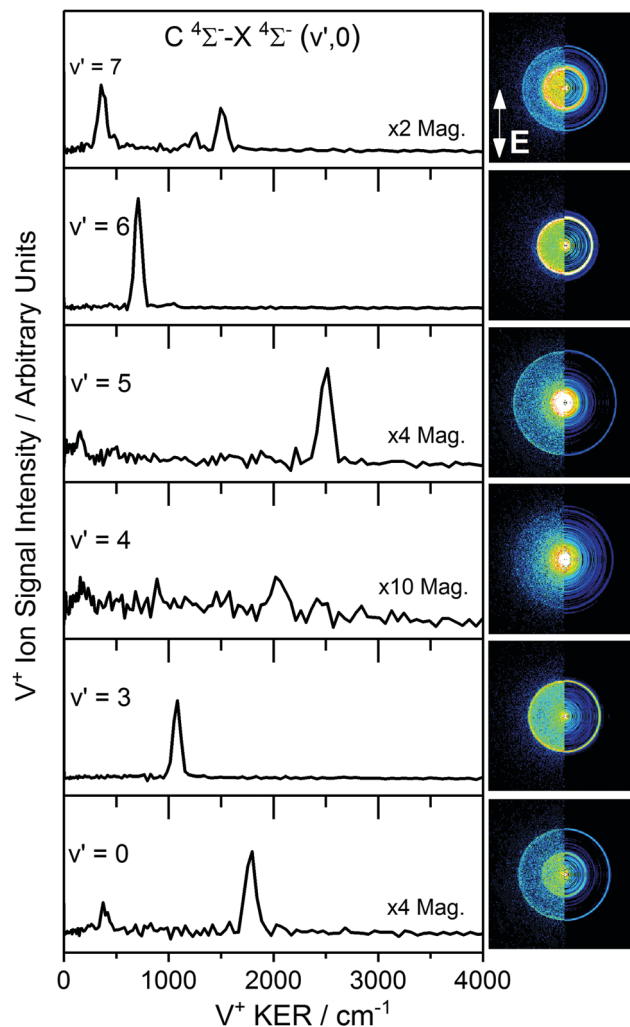 C ⁴Σ⁻-X ⁴Σ⁻ (v',0)
v' = 7
x2 Mag.
E
v' = 6
v' = 5
x4 Mag.
v' = 4
x10 Mag.
v' = 3
v' = 0
x4 Mag.
0 1000 2000 3000 4000
V⁺ KER / cm⁻¹
V⁺ Ion Signal Intensity / Arbitrary Units